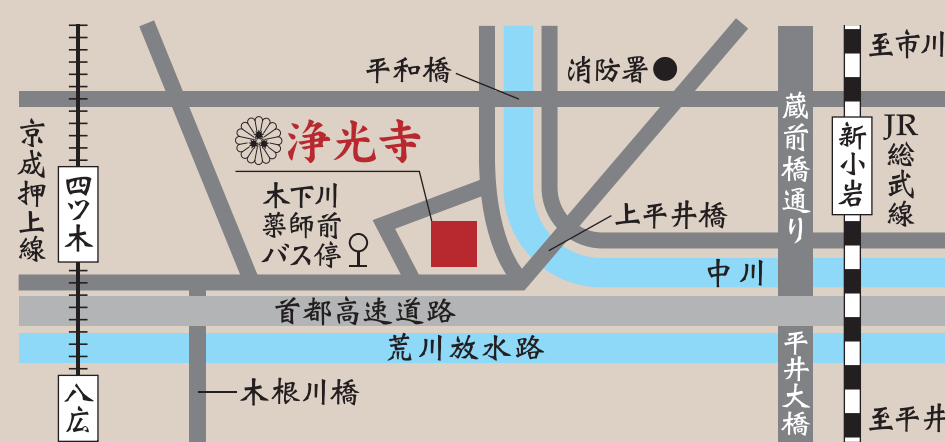 至市川
平和橋
消防署
蔵前橋通り
京成押上線
浄光寺
新小岩
JR
総武線
四ツ木
木下川
薬師前
バス停
上平井橋
中川
首都高速道路
荒川放水路
平井大橋
八広
木根川橋
至平井